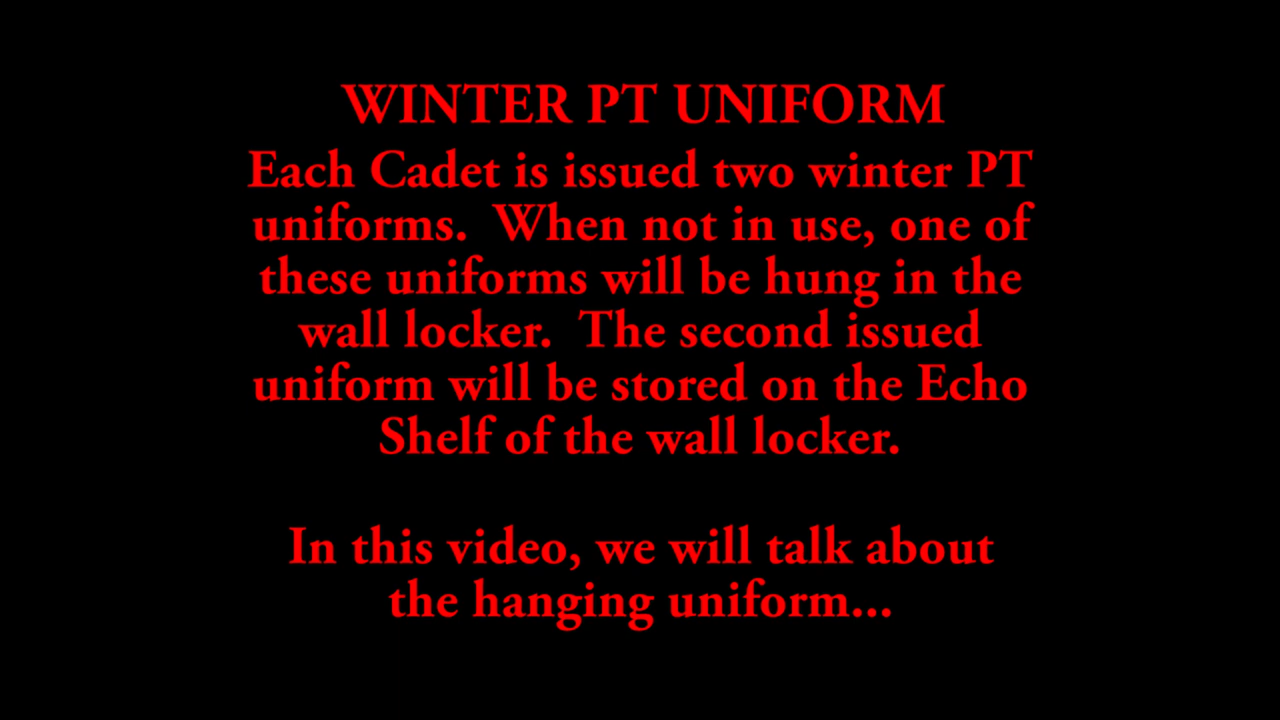 WINTER PT UNIFORM
Each Cadet is issued two winter PT
uniforms.  When not in use, one of
these uniforms will be hung in the
wall locker.  The second issued
uniform will be stored on the Echo
Shelf of the wall locker.
In this video, we will talk about
the hanging uniform...